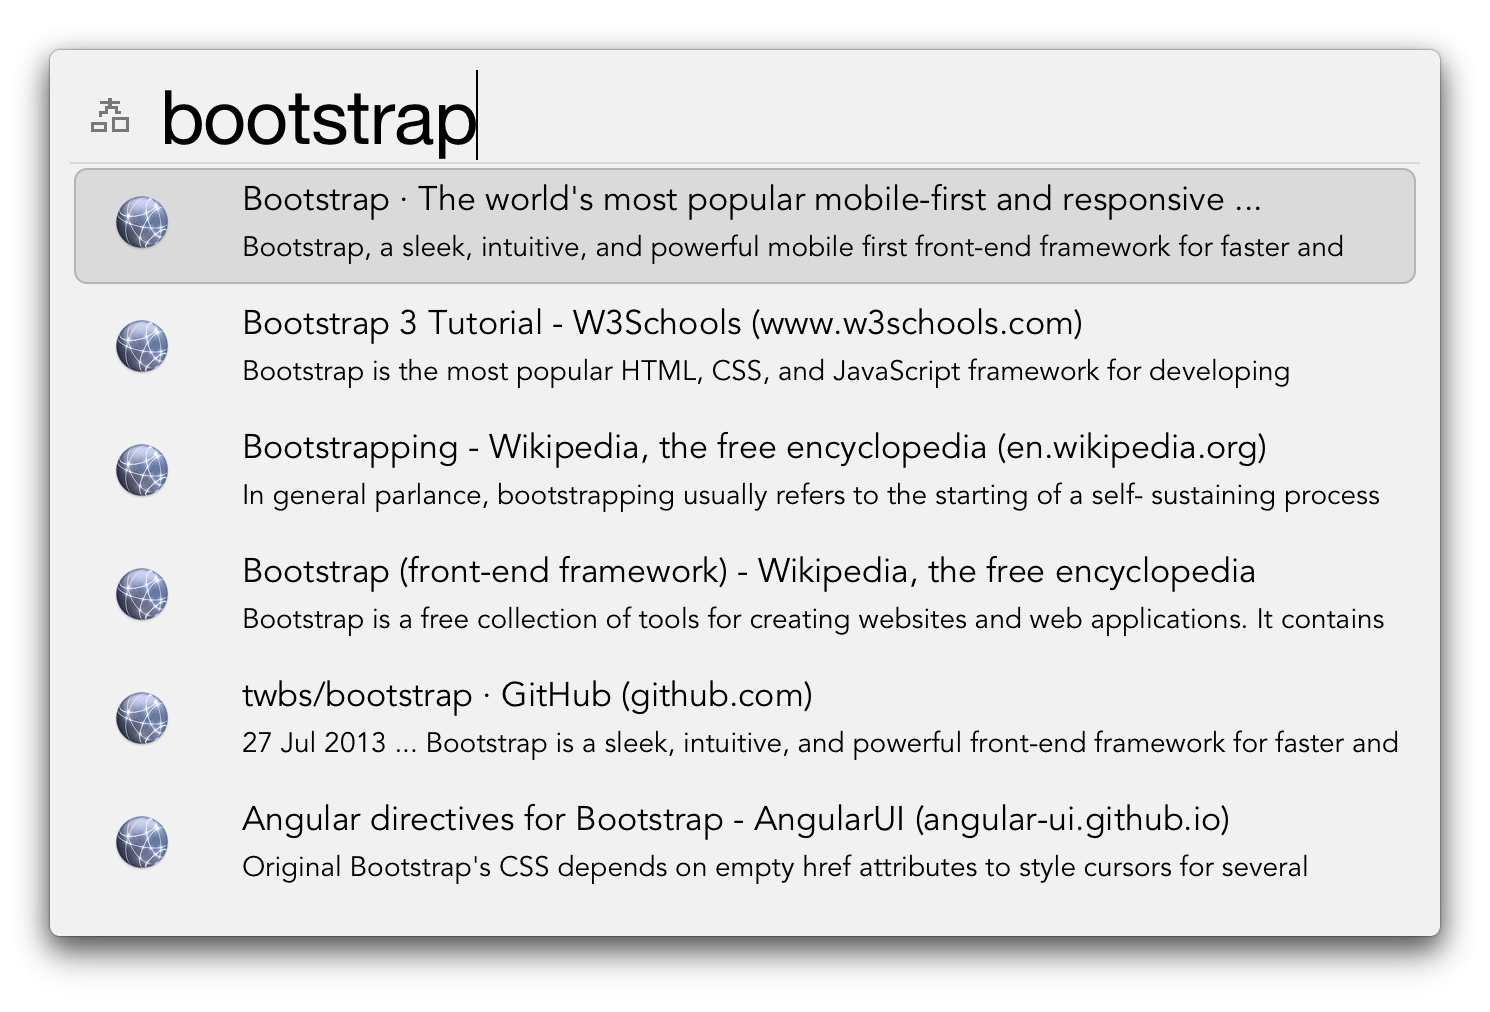 bootstrap
Bootstrap · The world's most popular mobile-first and responsive ...
Bootstrap, a sleek, intuitive, and powerful mobile first front-end framework for faster and
Bootstrap 3 Tutorial - W3Schools (www.w3schools.com)
Bootstrap is the most popular HTML, CSS, and JavaScript framework for developing
Bootstrapping - Wikipedia, the free encyclopedia (en.wikipedia.org)
In general parlance, bootstrapping usually refers to the starting of a self- sustaining process
Bootstrap (front-end framework) - Wikipedia, the free encyclopedia
Bootstrap is a free collection of tools for creating websites and web applications. It contains
twbs/bootstrap · GitHub (github.com)
27 Jul 2013 ... Bootstrap is a sleek, intuitive, and powerful front-end framework for faster and
Angular directives for Bootstrap - AngularUI (angular-ui.github.io)
Original Bootstrap's CSS depends on empty href attributes to style cursors for several